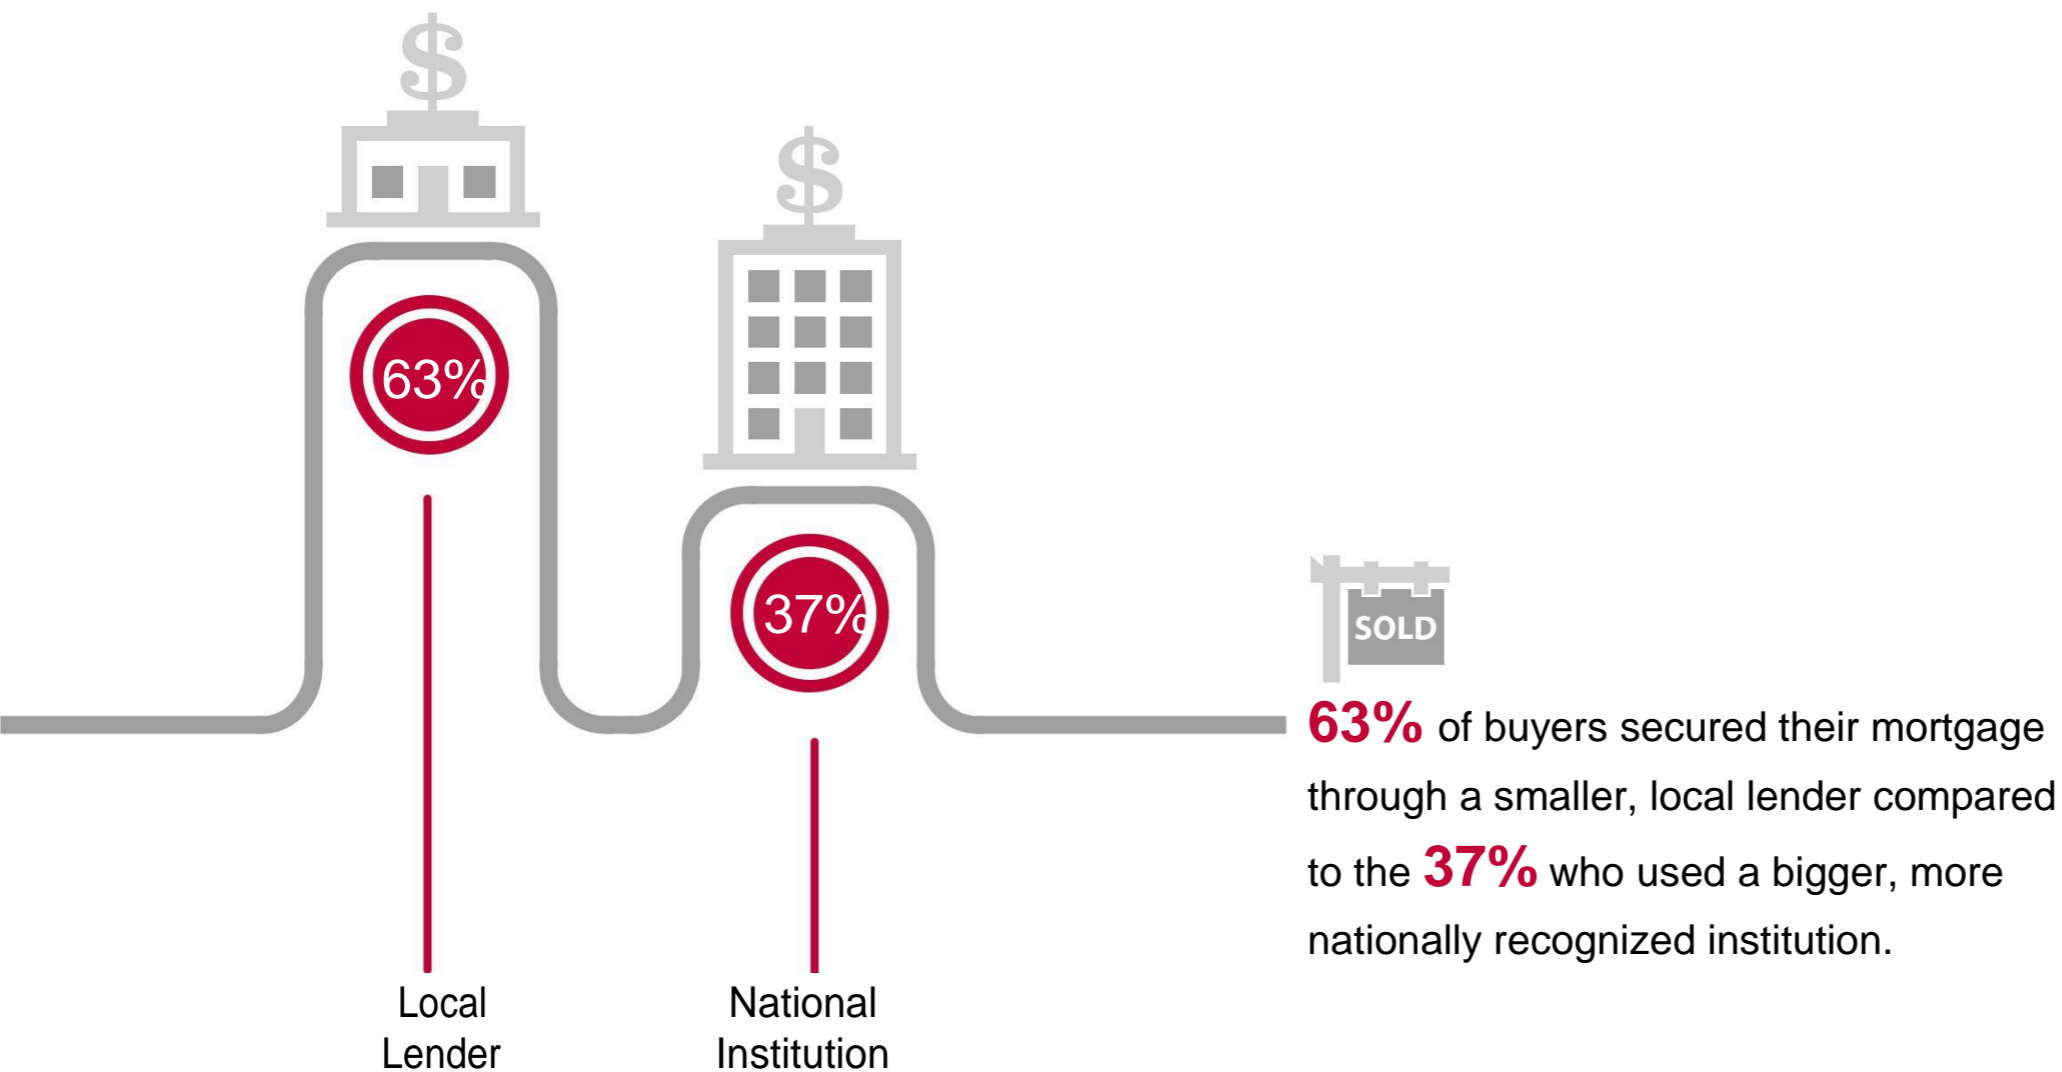 $
$
63%
37%
SOLD
63% of buyers secured their mortgage
through a smaller, local lender compared
to the 37% who used a bigger, more
nationally recognized institution.
Local
Lender
National
Institution